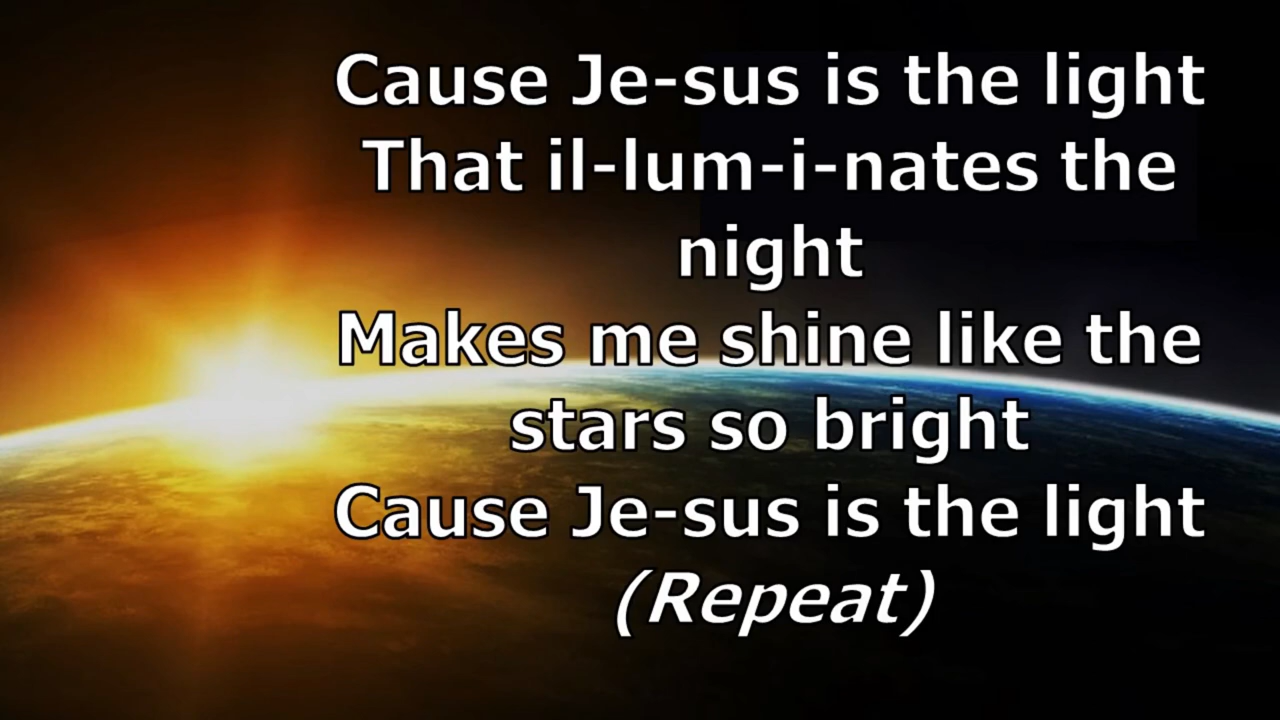 Cause Je-sus is the light
That il-lum-i-nates the
night
Makes me shine like the
stars so bright
Cause Je-sus is the light
(Repeat)